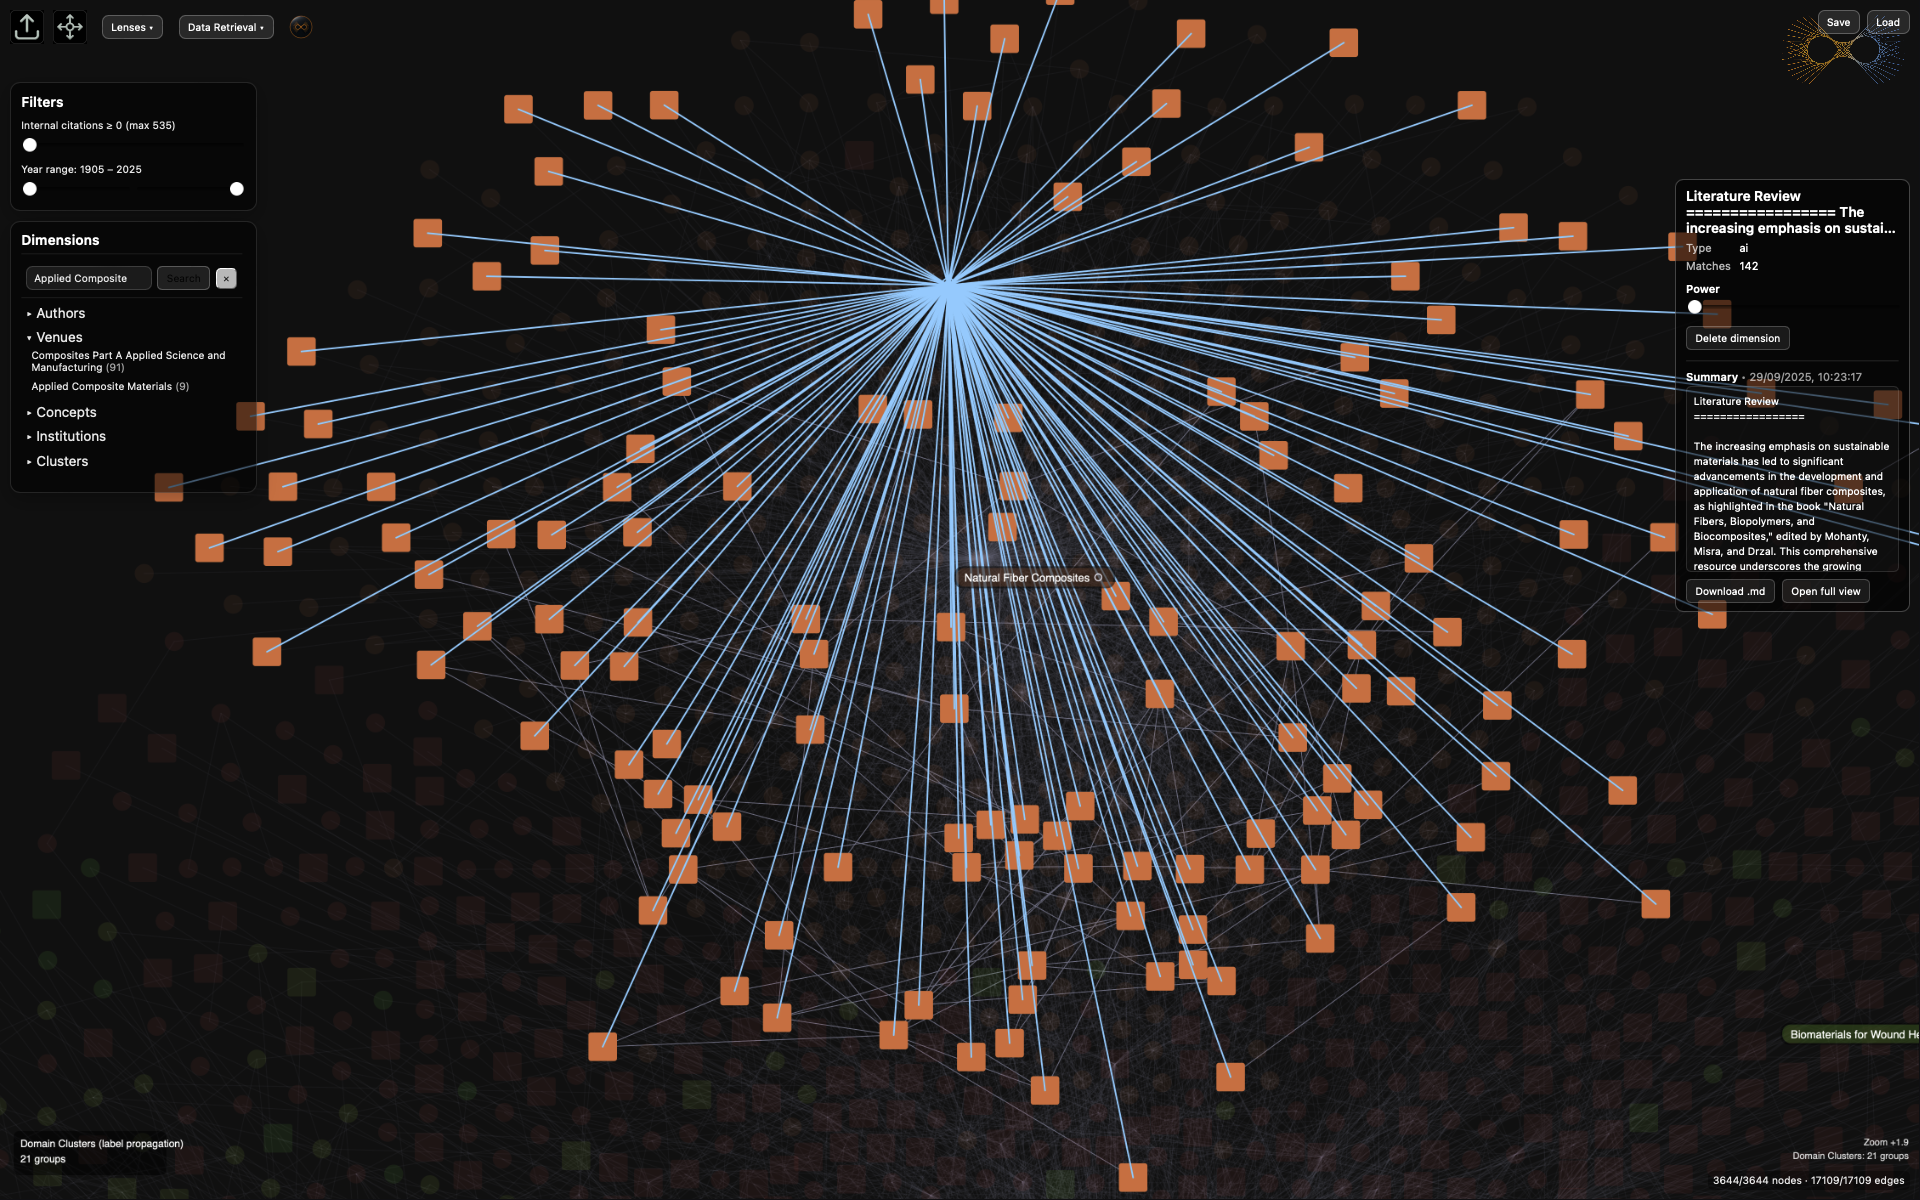 Lenses ▾
Data Retrieval ▾
Save
Load
Filters
Internal citations ≥ 0 (max 535)
Year range: 1905 – 2025
Dimensions
Applied Composite
Search
×
▸ Authors
▾ Venues
Composites Part A Applied Science and
Manufacturing (91)
Applied Composite Materials (9)
▸ Concepts
▸ Institutions
▸ Clusters
Literature Review
================= The
increasing emphasis on sustai...
Type ai
Matches 142
Power
Delete dimension
Summary • 29/09/2025, 10:23:17
Literature Review
=================
The increasing emphasis on sustainable
materials has led to significant
advancements in the development and
application of natural fiber composites,
as highlighted in the book "Natural
Fibers, Biopolymers, and
Biocomposites," edited by Mohanty,
Misra, and Drzal. This comprehensive
resource underscores the growing
Download .md
Open full view
Natural Fiber Composites
Biomaterials for Wound He
Domain Clusters (label propagation)
21 groups
Zoom +1.9
Domain Clusters: 21 groups
3644/3644 nodes · 17109/17109 edges